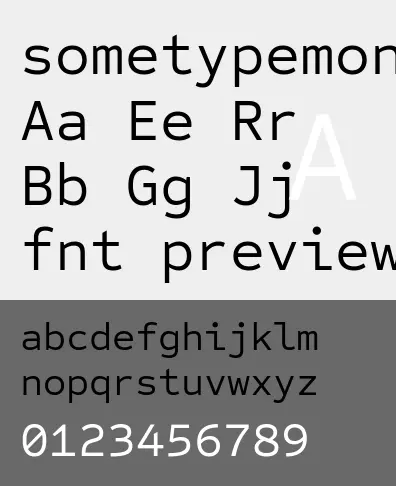 sometypemon
Aa Ee Rr
A
Bb Gg Jj
fnt preview
abcdefghijklm
nopqrstuvwxyz
0123456789